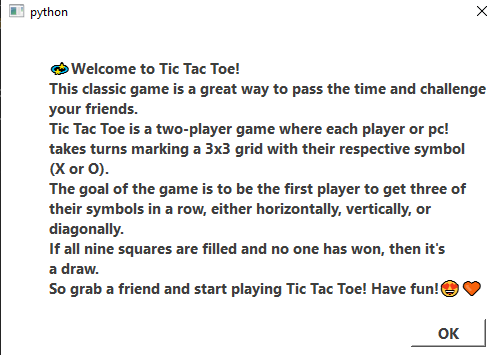 python
💫Welcome to Tic Tac Toe!
This classic game is a great way to pass the time and challenge
your friends.
Tic Tac Toe is a two-player game where each player or pc!
takes turns marking a 3x3 grid with their respective symbol
(X or O).
The goal of the game is to be the first player to get three of
their symbols in a row, either horizontally, vertically, or
diagonally.
If all nine squares are filled and no one has won, then it's
a draw.
So grab a friend and start playing Tic Tac Toe! Have fun!😍🧡
OK